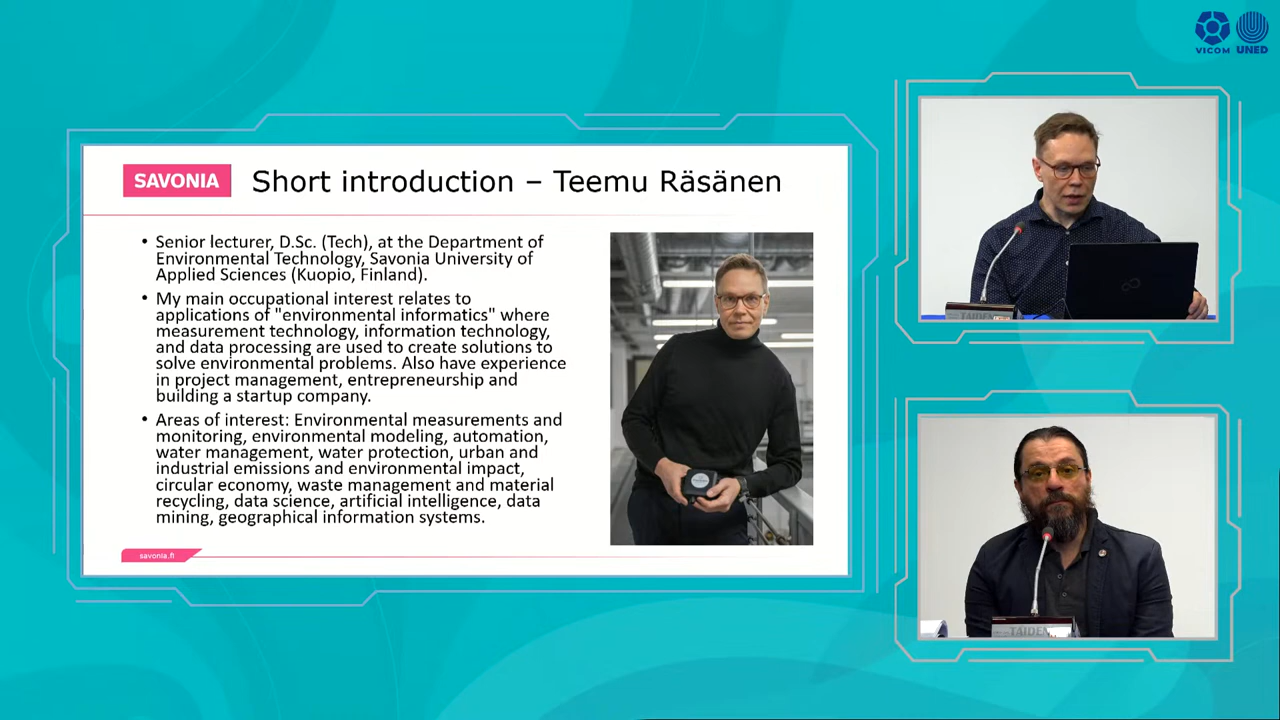 VICOM UNED
SAVONIA
Short introduction – Teemu Räsänen
• Senior lecturer, D.Sc. (Tech), at the Department of
Environmental Technology, Savonia University of
Applied Sciences (Kuopio, Finland).
• My main occupational interest relates to
applications of "environmental informatics" where
measurement technology, information technology,
and data processing are used to create solutions to
solve environmental problems. Also have experience
in project management, entrepreneurship and
building a startup company.
• Areas of interest: Environmental measurements and
monitoring, environmental modeling, automation,
water management, water protection, urban and
industrial emissions and environmental impact,
circular economy, waste management and material
recycling, data science, artificial intelligence, data
mining, geographical information systems.
savonia.fi
TAIDEN
TAIDEN